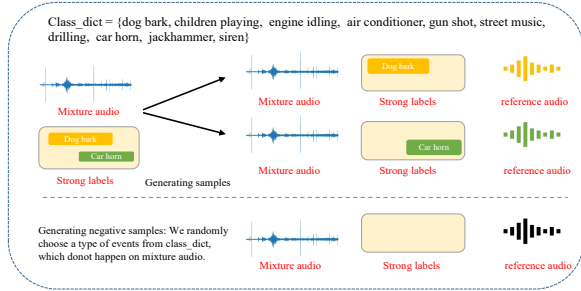 Class_dict = {dog bark, children playing, engine idling, air conditioner, gun shot, street music,
drilling, car horn, jackhammer, siren}
Mixture audio
Dog bark
Car horn
Strong labels
Generating samples
Mixture audio
Dog bark
Strong labels
reference audio
Mixture audio
Car horn
Strong labels
reference audio
Generating negative samples: We randomly
choose a type of events from class_dict,
which donot happen on mixture audio.
Mixture audio
Strong labels
reference audio